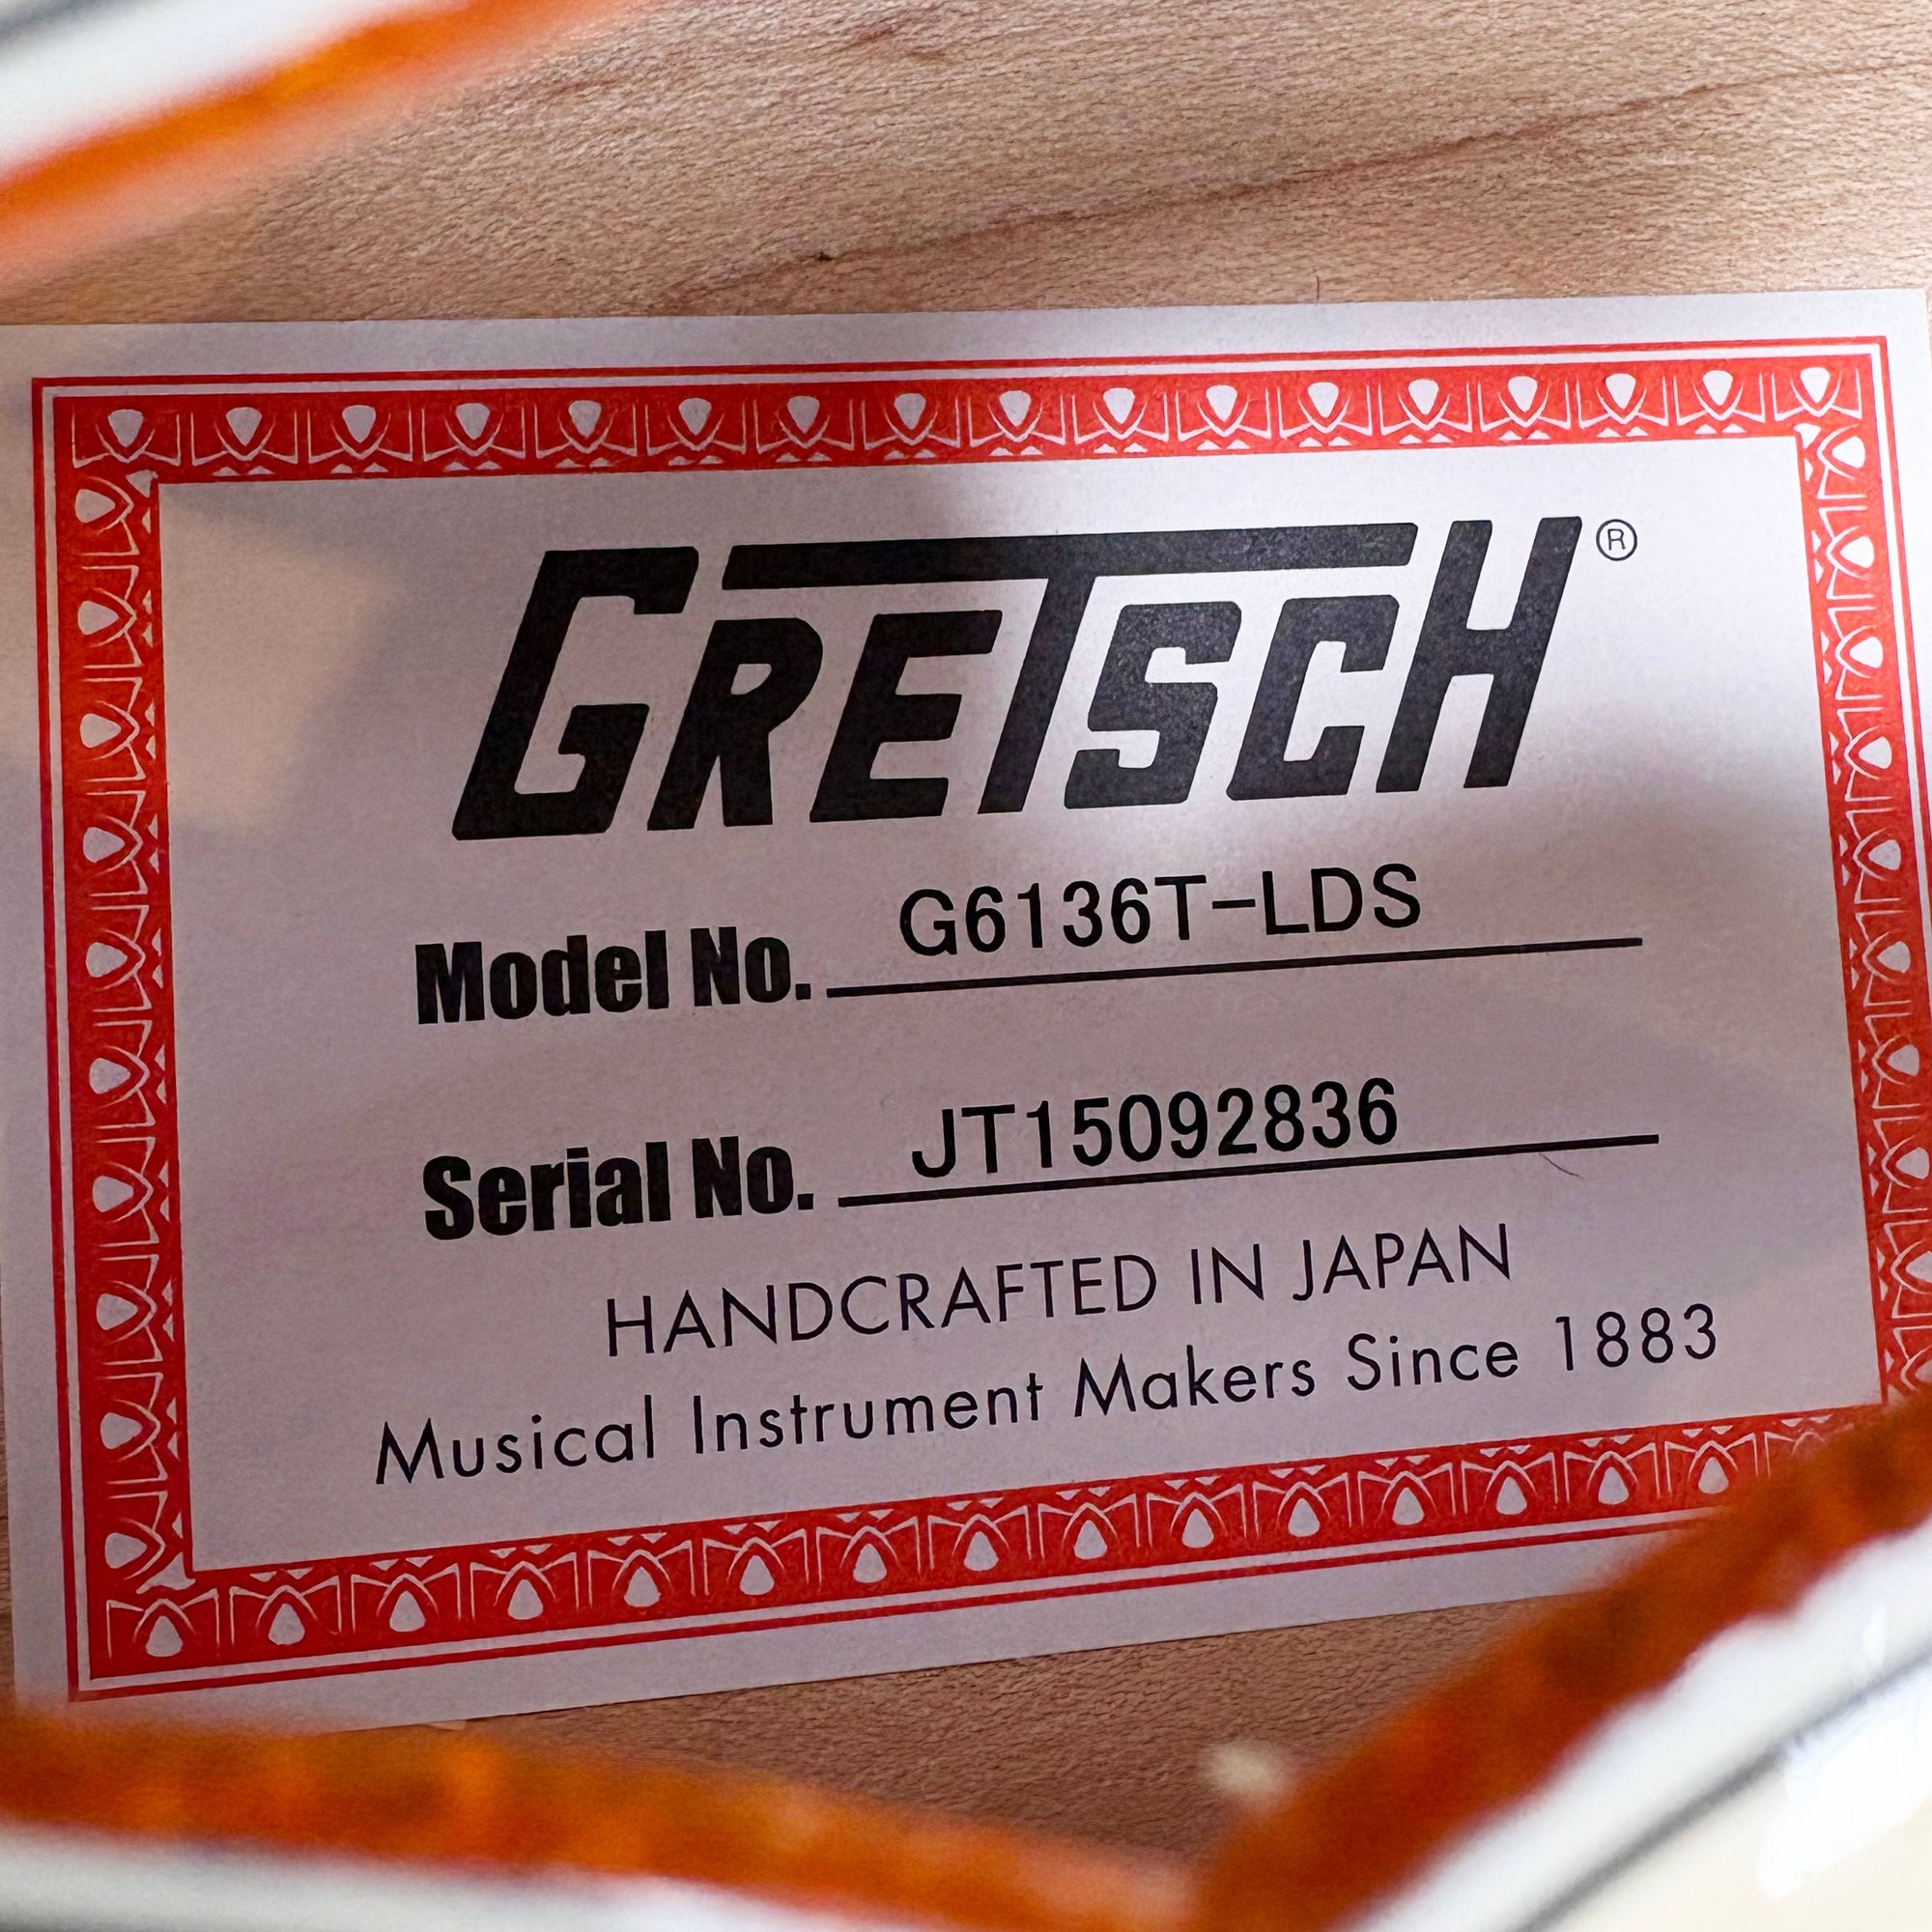 GRETSCH®
Model No. G6136T-LDS
Serial No. JT15092836
HANDCRAFTED IN JAPAN
Musical Instrument Makers Since 1883